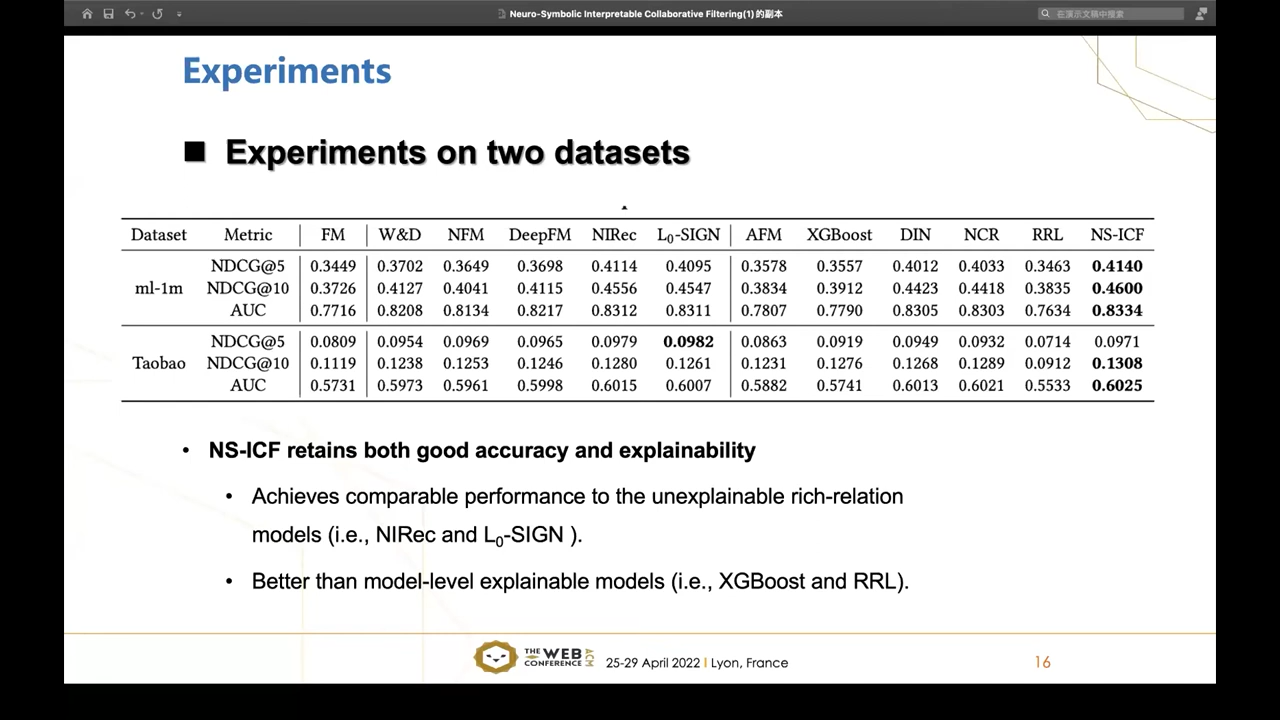 Neuro-Symbolic Interpretable Collaborative Filtering(1)的副本
在演示文稿中搜索
Experiments
■ Experiments on two datasets
Dataset Metric FM W&D NFM DeepFM NIRec L0-SIGN AFM XGBoost DIN NCR RRL NS-ICF
NDCG@5 0.3449 0.3702 0.3649 0.3698 0.4114 0.4095 0.3578 0.3557 0.4012 0.4033 0.3463 0.4140
ml-1m NDCG@10 0.3726 0.4127 0.4041 0.4115 0.4556 0.4547 0.3834 0.3912 0.4423 0.4418 0.3835 0.4600
AUC 0.7716 0.8208 0.8134 0.8217 0.8312 0.8311 0.7807 0.7790 0.8305 0.8303 0.7634 0.8334
NDCG@5 0.0809 0.0954 0.0969 0.0965 0.0979 0.0982 0.0863 0.0919 0.0949 0.0932 0.0714 0.0971
Taobao NDCG@10 0.1119 0.1238 0.1253 0.1246 0.1280 0.1261 0.1231 0.1276 0.1268 0.1289 0.0912 0.1308
AUC 0.5731 0.5973 0.5961 0.5998 0.6015 0.6007 0.5882 0.5741 0.6013 0.6021 0.5533 0.6025
• NS-ICF retains both good accuracy and explainability
• Achieves comparable performance to the unexplainable rich-relation
models (i.e., NIRec and L0-SIGN ).
• Better than model-level explainable models (i.e., XGBoost and RRL).
THE WEB CONFERENCE ACM
25-29 April 2022 | Lyon, France
16